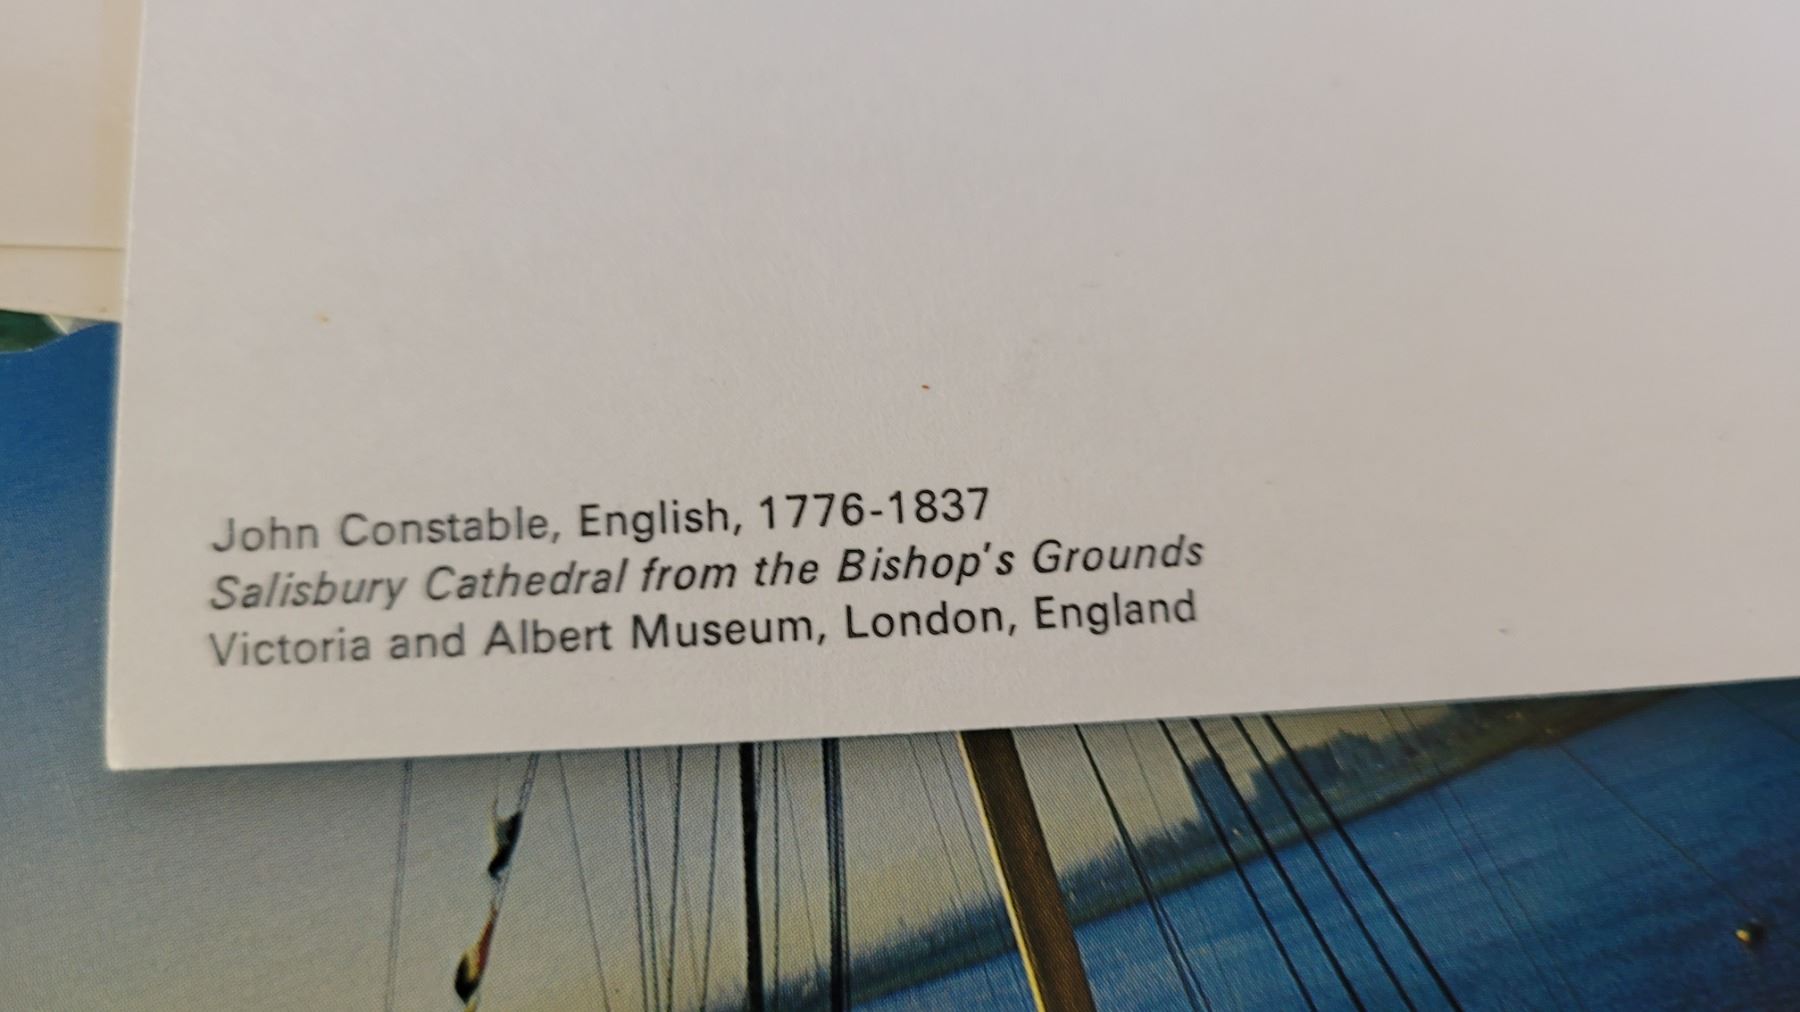 John Constable, English, 1776-1837
Salisbury Cathedral from the Bishop's Grounds
Victoria and Albert Museum, London, England